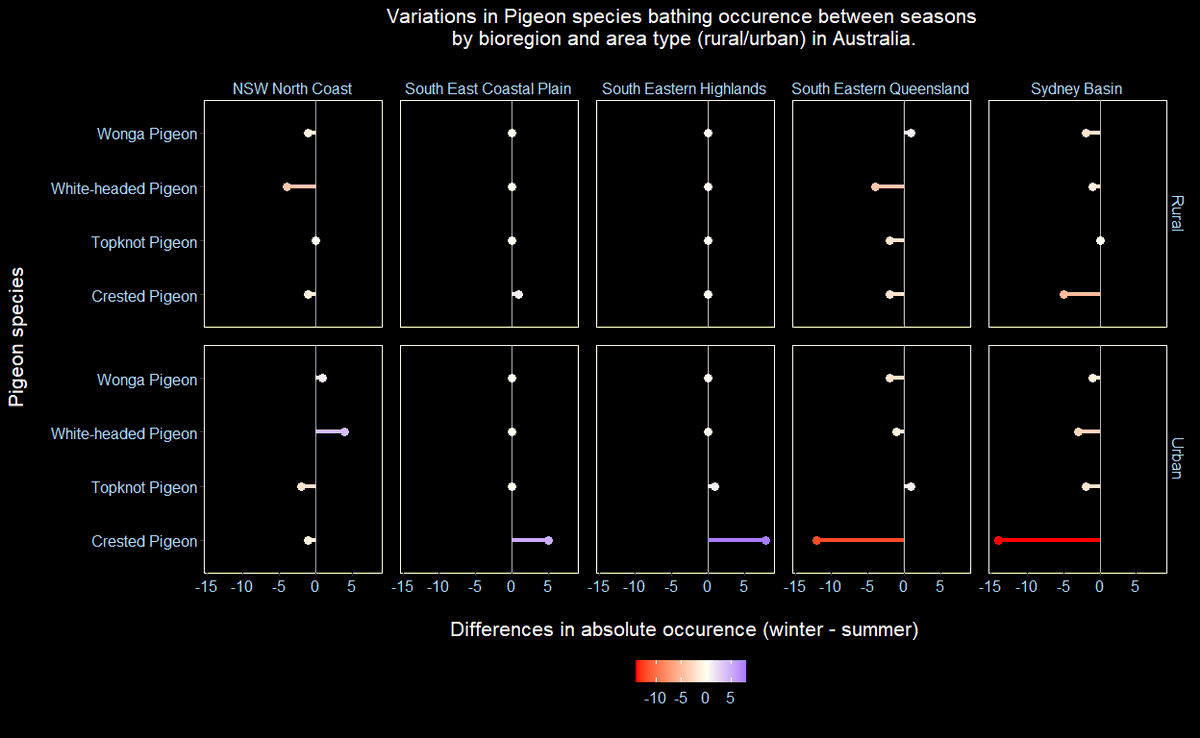 Variations in Pigeon species bathing occurence between seasons
by bioregion and area type (rural/urban) in Australia.
NSW North Coast
South East Coastal Plain
South Eastern Highlands
South Eastern Queensland
Sydney Basin
Pigeon species
Wonga Pigeon
White-headed Pigeon
Topknot Pigeon
Crested Pigeon
Rural
Wonga Pigeon
White-headed Pigeon
Topknot Pigeon
Crested Pigeon
Urban
-15 -10 -5 0 5
-15 -10 -5 0 5
-15 -10 -5 0 5
-15 -10 -5 0 5
-15 -10 -5 0 5
Differences in absolute occurence (winter - summer)
-10 -5 0 5